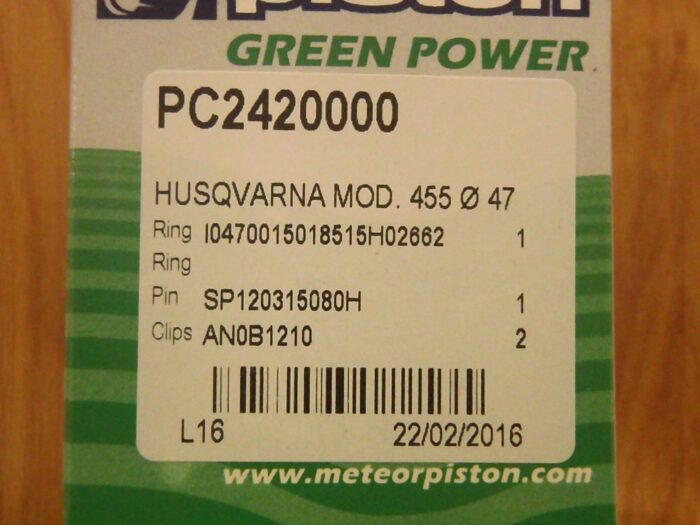 piston
GREEN POWER
PC2420000
HUSQVARNA MOD. 455 Ø 47
Ring I0470015018515H02662 1
Ring
Pin SP120315080H 1
Clips AN0B1210 2
L16 22/02/2016
www.meteorpiston.com